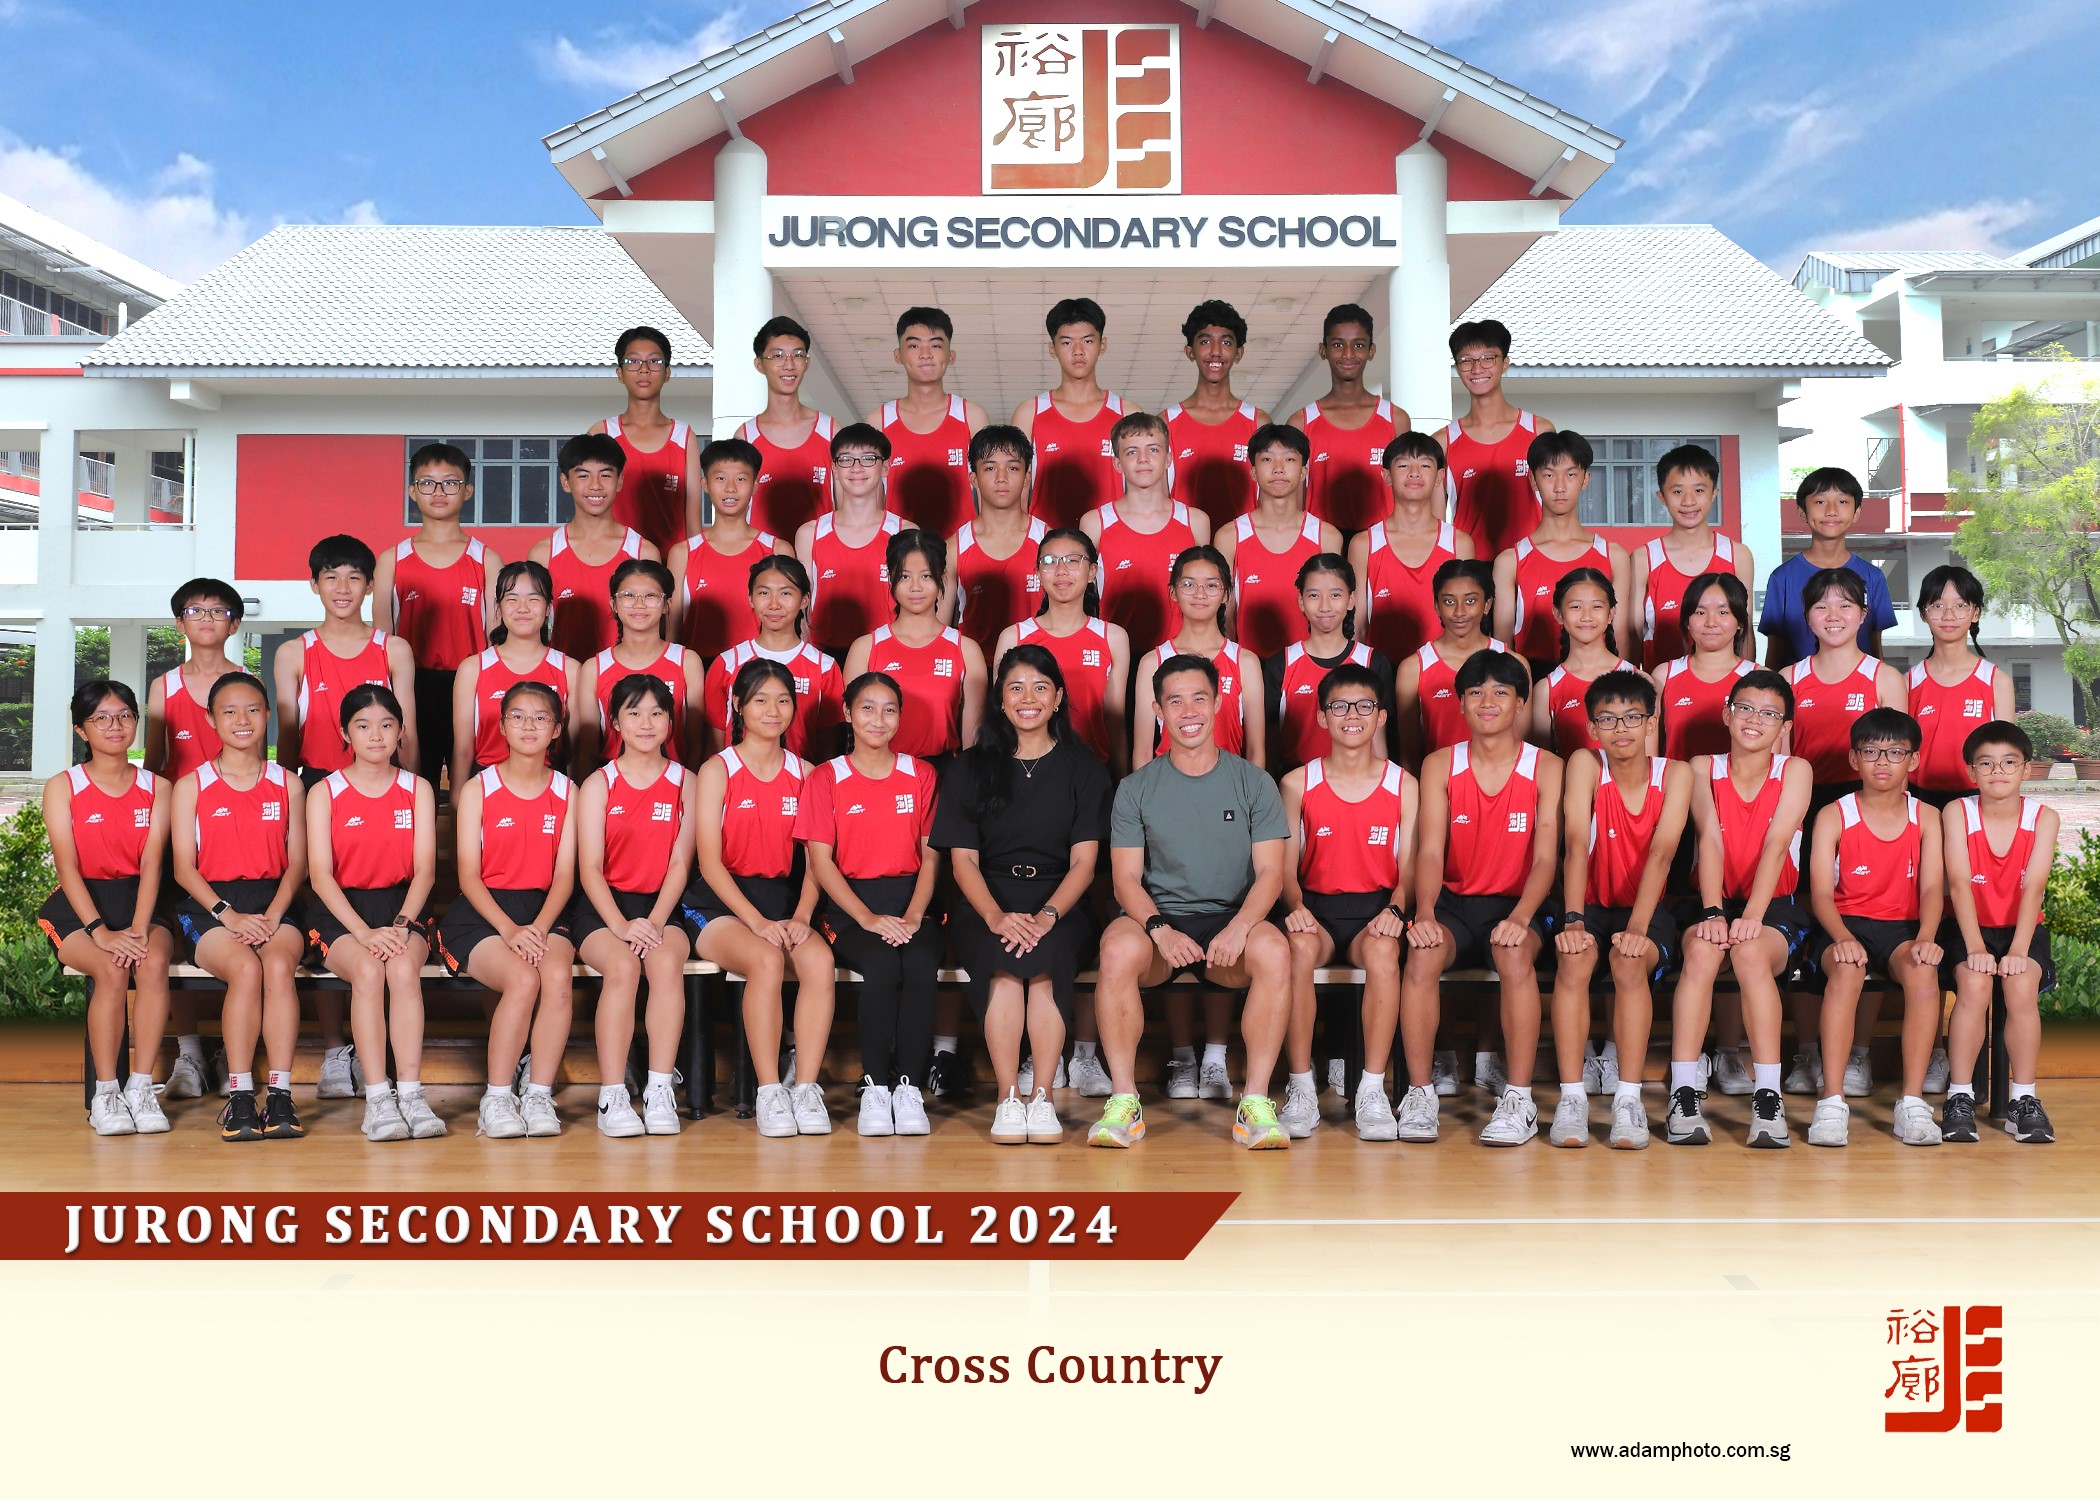 裕
廊
JURONG SECONDARY SCHOOL
JURONG SECONDARY SCHOOL 2024
Cross Country
裕
廊
www.adamphoto.com.sg